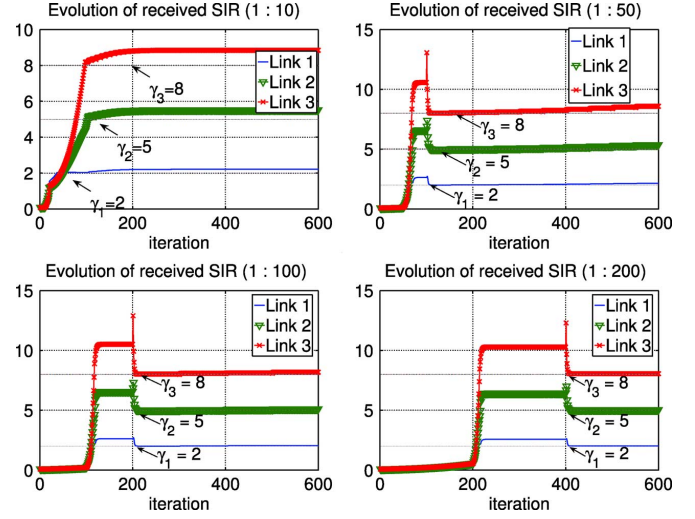 Evolution of received SIR (1 : 10)
10
8
6
4
2
0
0 200 400 600
iteration
Link 1
Link 2
Link 3
γ3=8
γ2=5
γ1=2
Evolution of received SIR (1 : 50)
15
10
5
0
0 200 400 600
iteration
Link 1
Link 2
Link 3
γ3 = 8
γ2 = 5
γ1 = 2
Evolution of received SIR (1 : 100)
15
10
5
0
0 200 400 600
iteration
Link 1
Link 2
Link 3
γ3 = 8
γ2 = 5
γ1 = 2
Evolution of received SIR (1 : 200)
15
10
5
0
0 200 400 600
iteration
Link 1
Link 2
Link 3
γ3 = 8
γ2 = 5
γ1 = 2